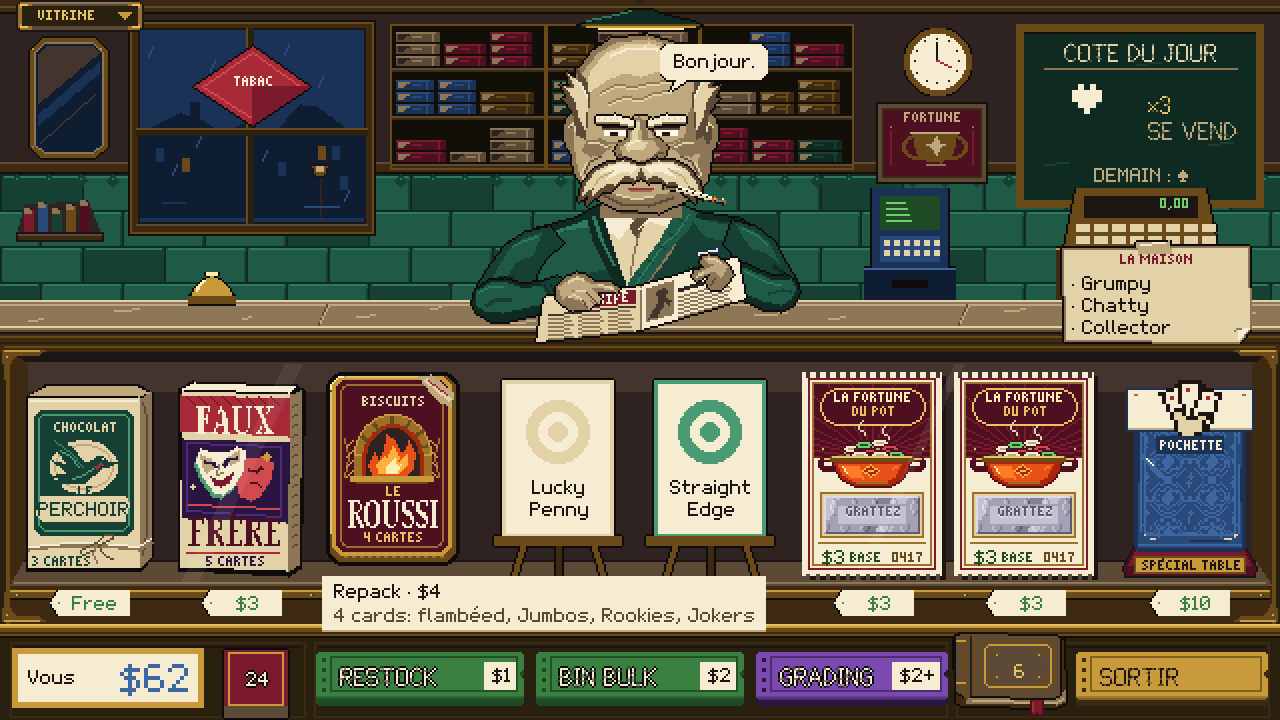 VITRINE
TABAC
Bonjour.
FORTUNE
COTE DU JOUR
x3
SE VEND
DEMAIN : ♠
0,00
LA MAISON
· Grumpy
· Chatty
· Collector
CHOCOLAT
LE
PERCHOIR
3 CARTES
FAUX
FRÈRE
5 CARTES
BISCUITS
LE
ROUSSI
4 CARTES
Lucky
Penny
Straight
Edge
LA FORTUNE
DU POT
GRATTEZ
$3 BASE 0417
LA FORTUNE
DU POT
GRATTEZ
$3 BASE 0417
POCHETTE
SPÉCIAL TABLE
Free
$3
Repack · $4
4 cards: flambéed, Jumbos, Rookies, Jokers
$3
$3
$10
Vous $62
24
RESTOCK $1
BIN BULK $2
GRADING $2+
6
SORTIR